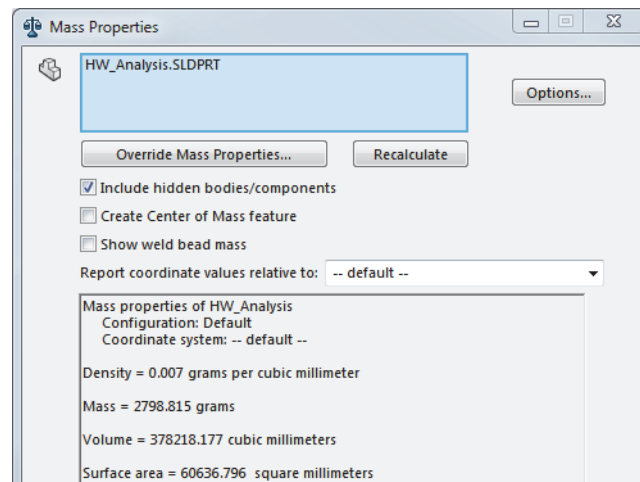 Mass Properties
HW_Analysis.SLDPRT
Options...
Override Mass Properties...
Recalculate
Include hidden bodies/components
Create Center of Mass feature
Show weld bead mass
Report coordinate values relative to: -- default --
Mass properties of HW_Analysis
Configuration: Default
Coordinate system: -- default --
Density = 0.007 grams per cubic millimeter
Mass = 2798.815 grams
Volume = 378218.177 cubic millimeters
Surface area = 60636.796 square millimeters